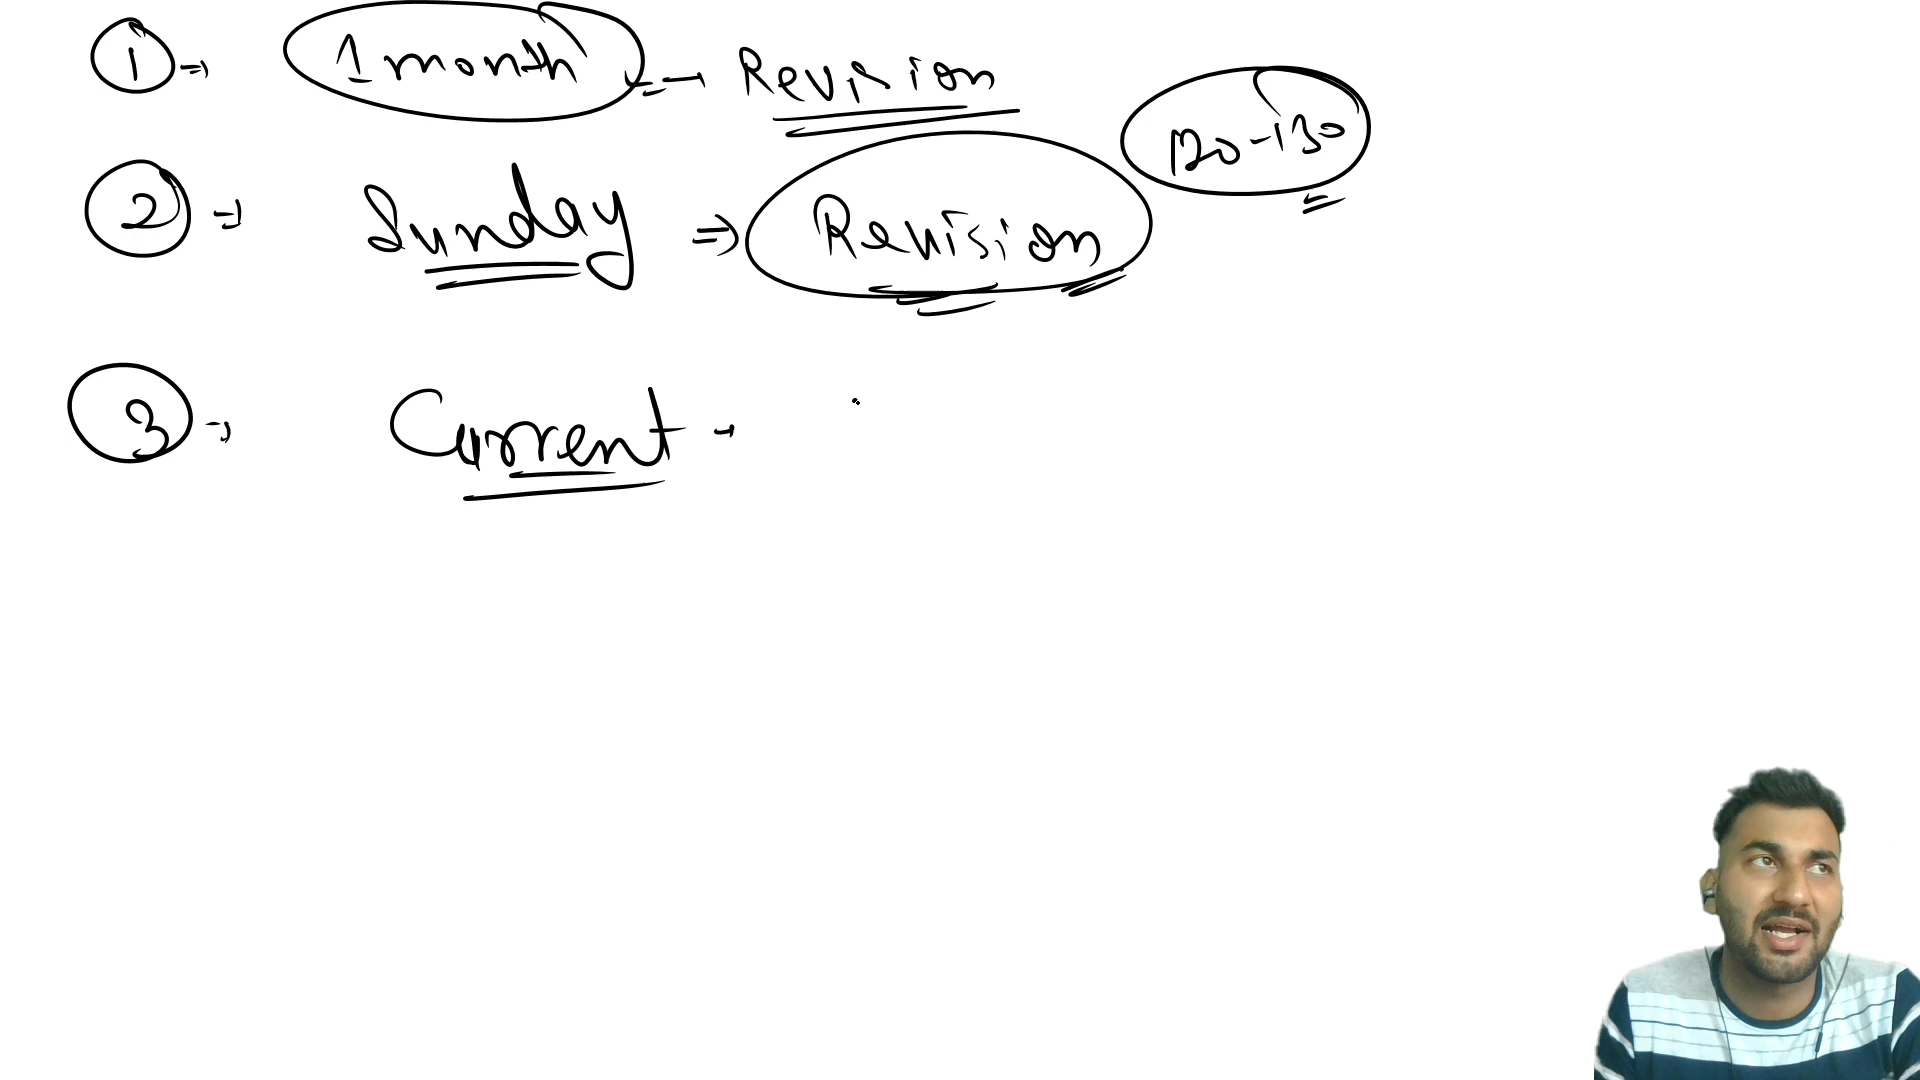 1 => 1 month => → Revision
120-130
2 => Sunday => Revision
3 => Current →